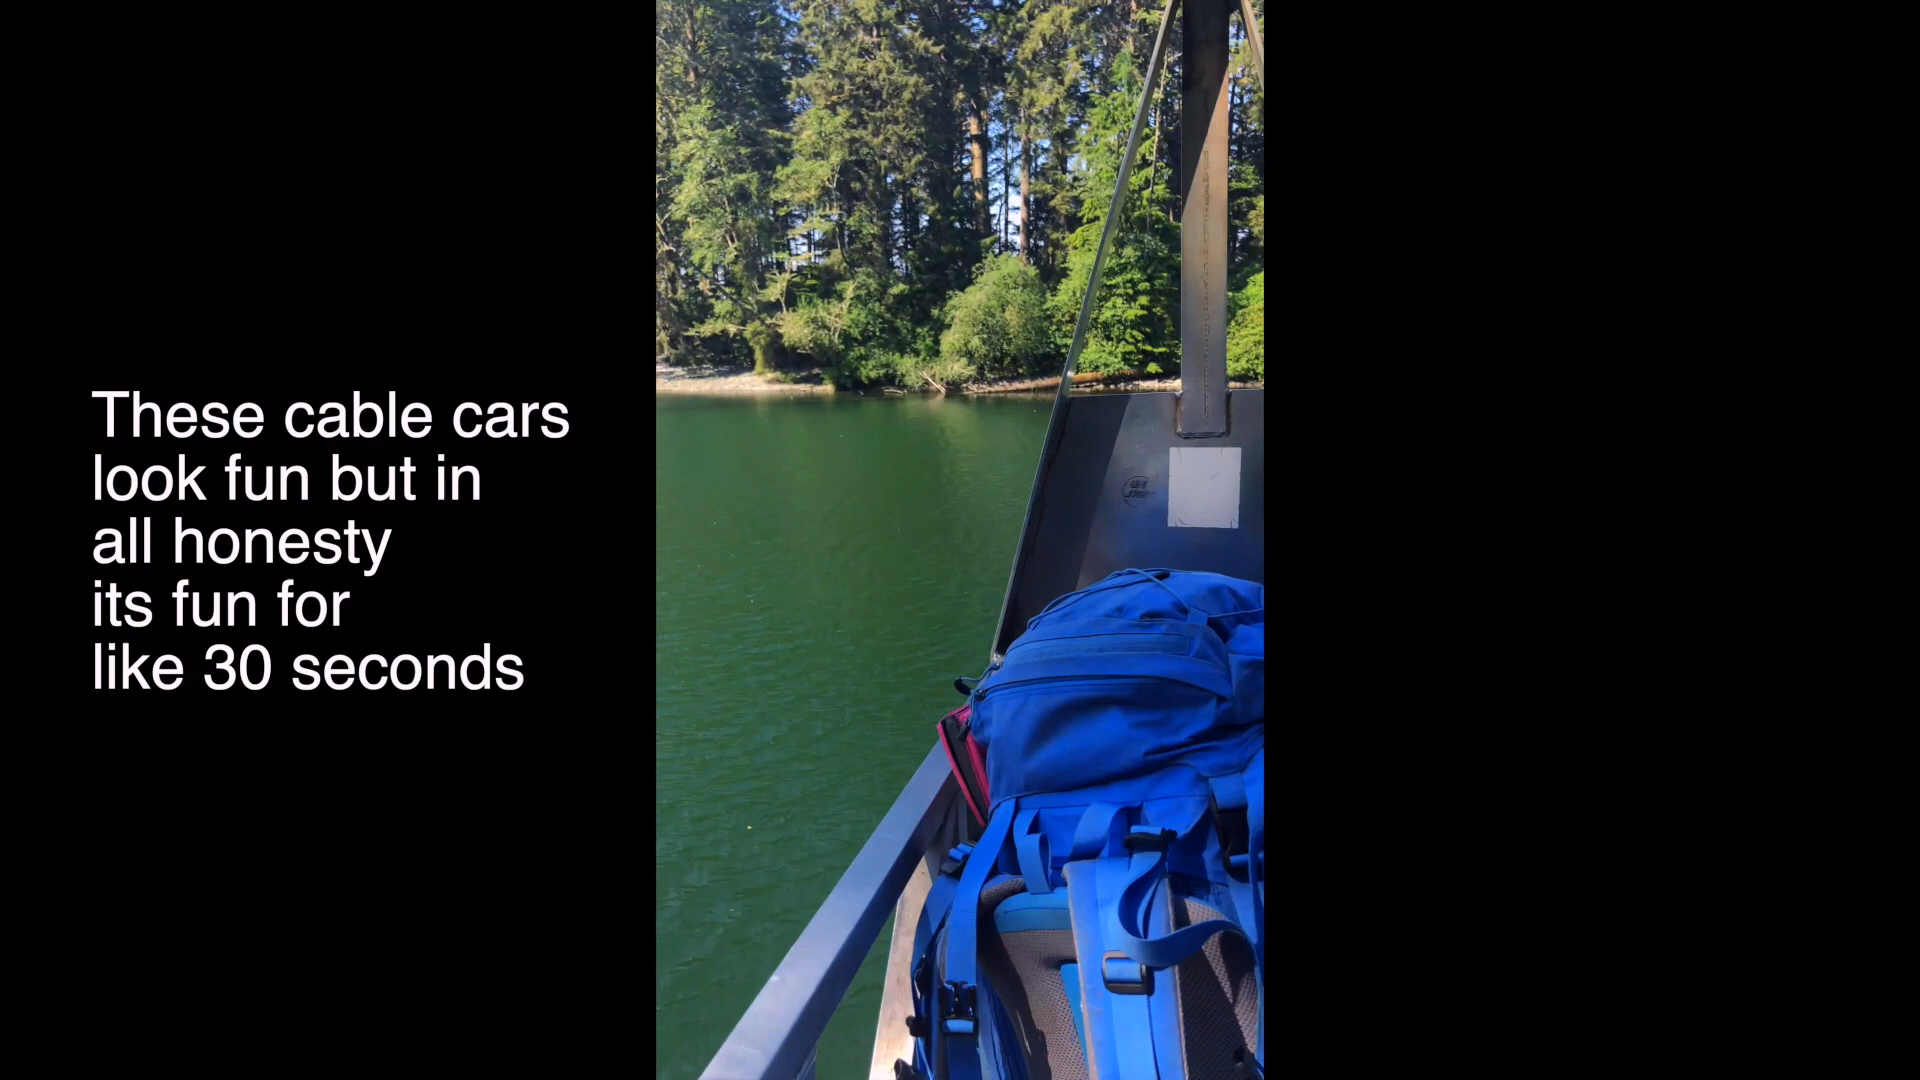 These cable cars
look fun but in
all honesty
its fun for
like 30 seconds